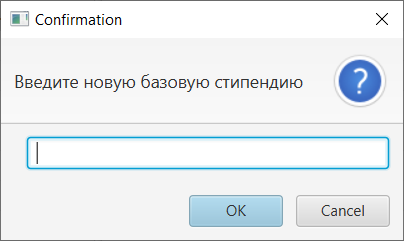 Confirmation
Введите новую базовую стипендию
?
OK
Cancel